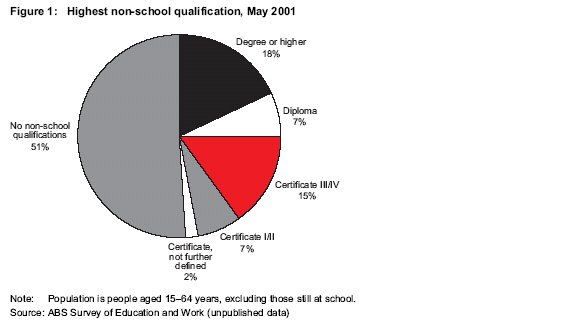 Figure 1: Highest non-school qualification, May 2001
Degree or higher
18%
Diploma
7%
No non-school
qualifications
51%
Certificate III/IV
15%
Certificate I/II
7%
Certificate,
not further
defined
2%
Note: Population is people aged 15–64 years, excluding those still at school.
Source: ABS Survey of Education and Work (unpublished data)